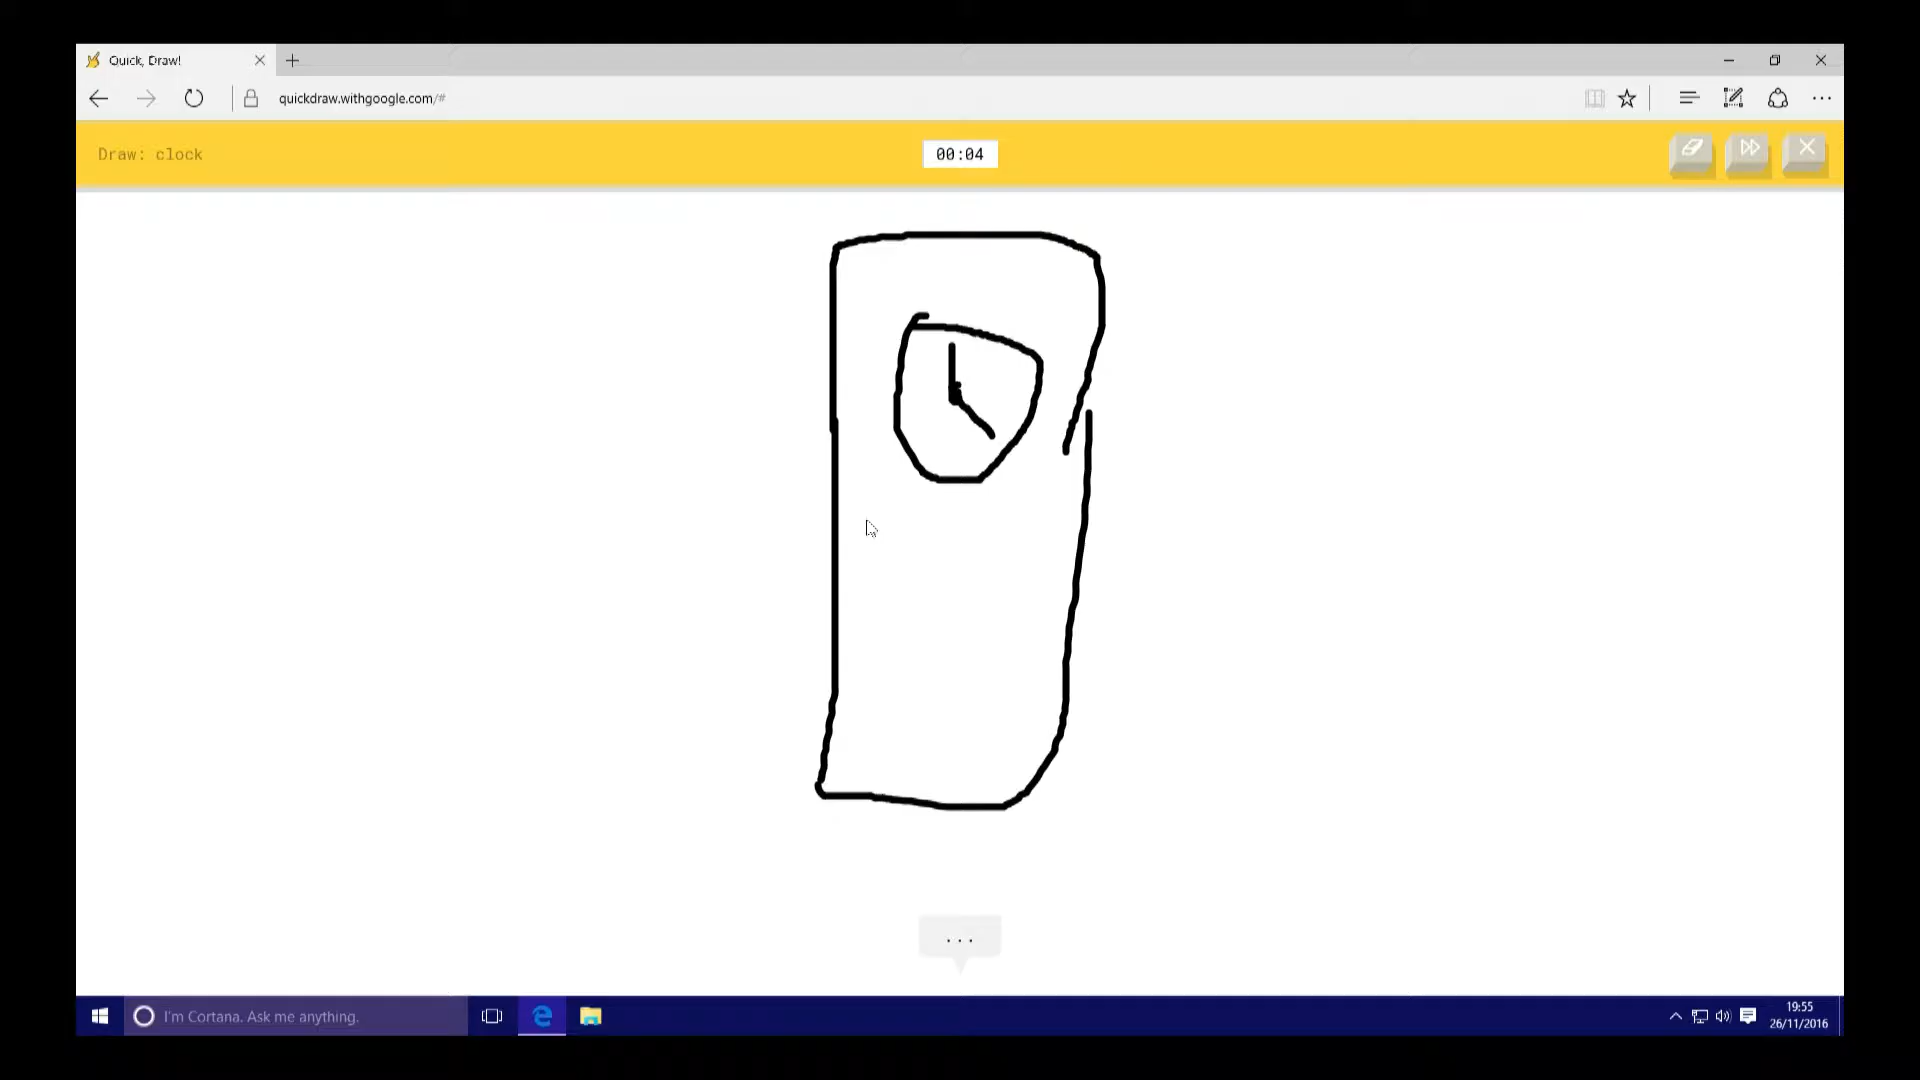 Quick, Draw!
quickdraw.withgoogle.com/#
Draw: clock
00:04
...
I'm Cortana. Ask me anything.
19:55
26/11/2016